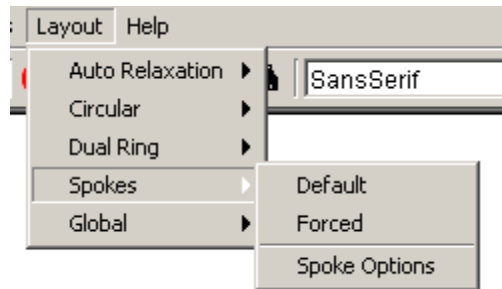 Layout Help
Auto Relaxation
SansSerif
Circular
Dual Ring
Spokes
Default
Global
Forced
Spoke Options